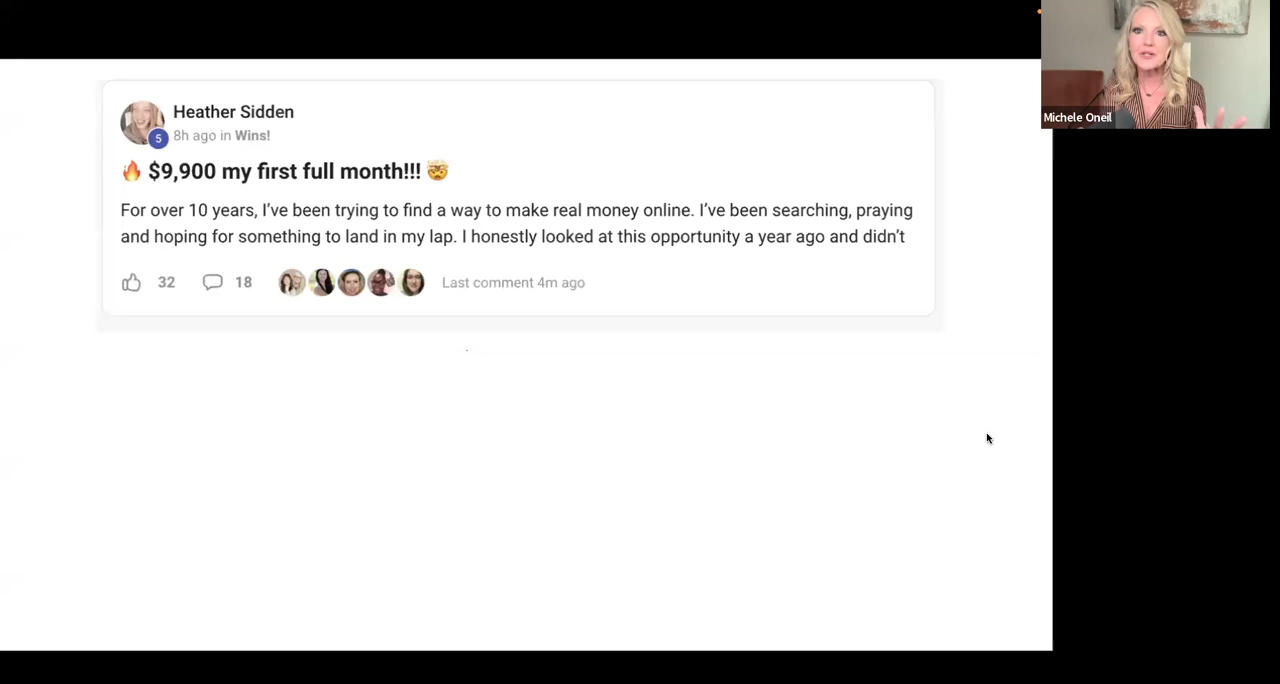 Heather Sidden
5
8h ago in Wins!
🔥 $9,900 my first full month!!! 🤯
For over 10 years, I've been trying to find a way to make real money online. I've been searching, praying
and hoping for something to land in my lap. I honestly looked at this opportunity a year ago and didn't
32 18 Last comment 4m ago
Michele Oneil